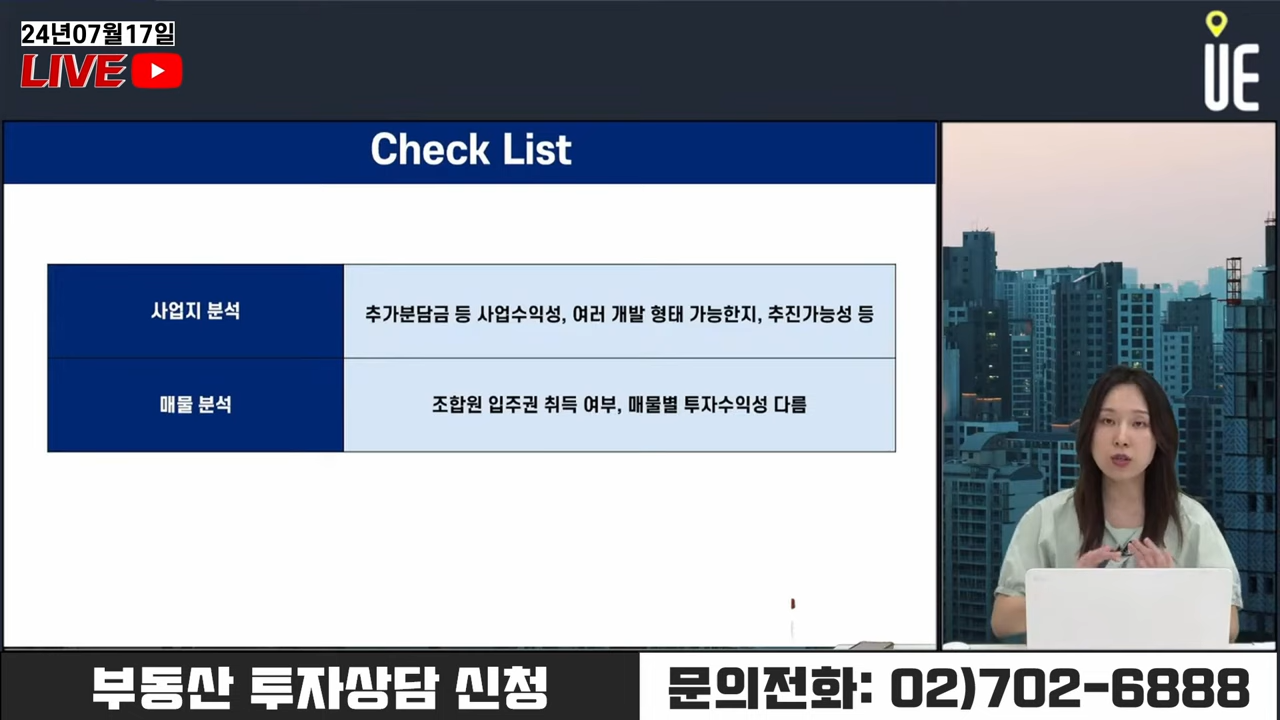 24년07월17일
LIVE
UE
Check List
사업지 분석
추가분담금 등 사업수익성, 여러 개발 형태 가능한지, 추진가능성 등
매물 분석
조합원 입주권 취득 여부, 매물별 투자수익성 다름
부동산 투자상담 신청
문의전화: 02)702-6888